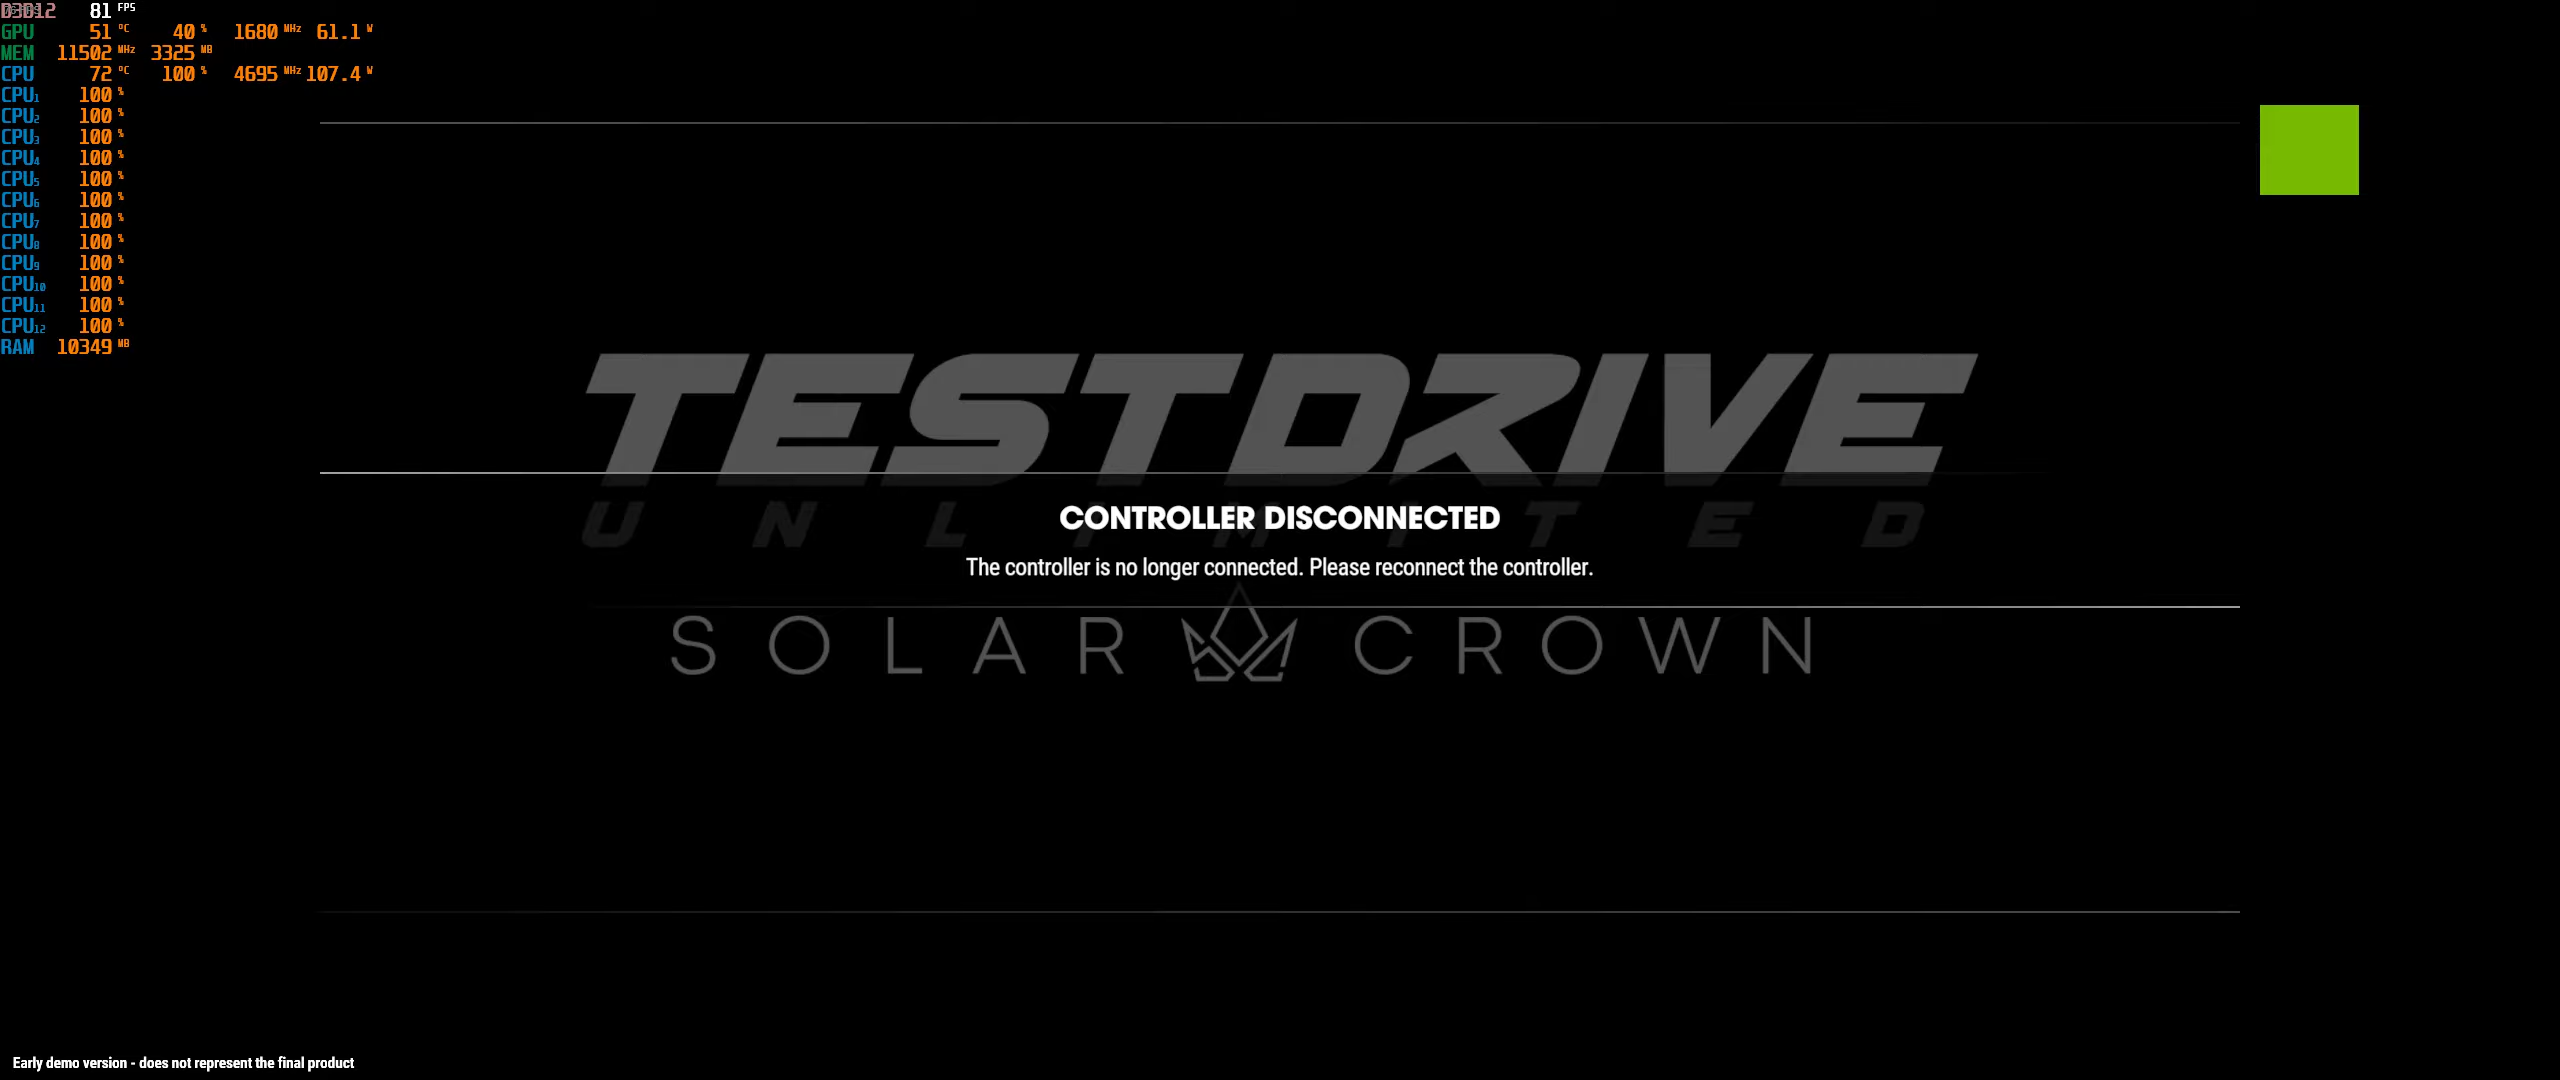 D3D12 81 FPS
GPU 51 °C 40 % 1680 MHz 61.1 W
MEM 11502 MHz 3325 MB
CPU 72 °C 100 % 4695 MHz 107.4 W
CPU1 100 %
CPU2 100 %
CPU3 100 %
CPU4 100 %
CPU5 100 %
CPU6 100 %
CPU7 100 %
CPU8 100 %
CPU9 100 %
CPU10 100 %
CPU11 100 %
CPU12 100 %
RAM 10349 MB
TESTDRIVE
UNLIMITED
CONTROLLER DISCONNECTED
The controller is no longer connected. Please reconnect the controller.
SOLAR CROWN
Early demo version - does not represent the final product